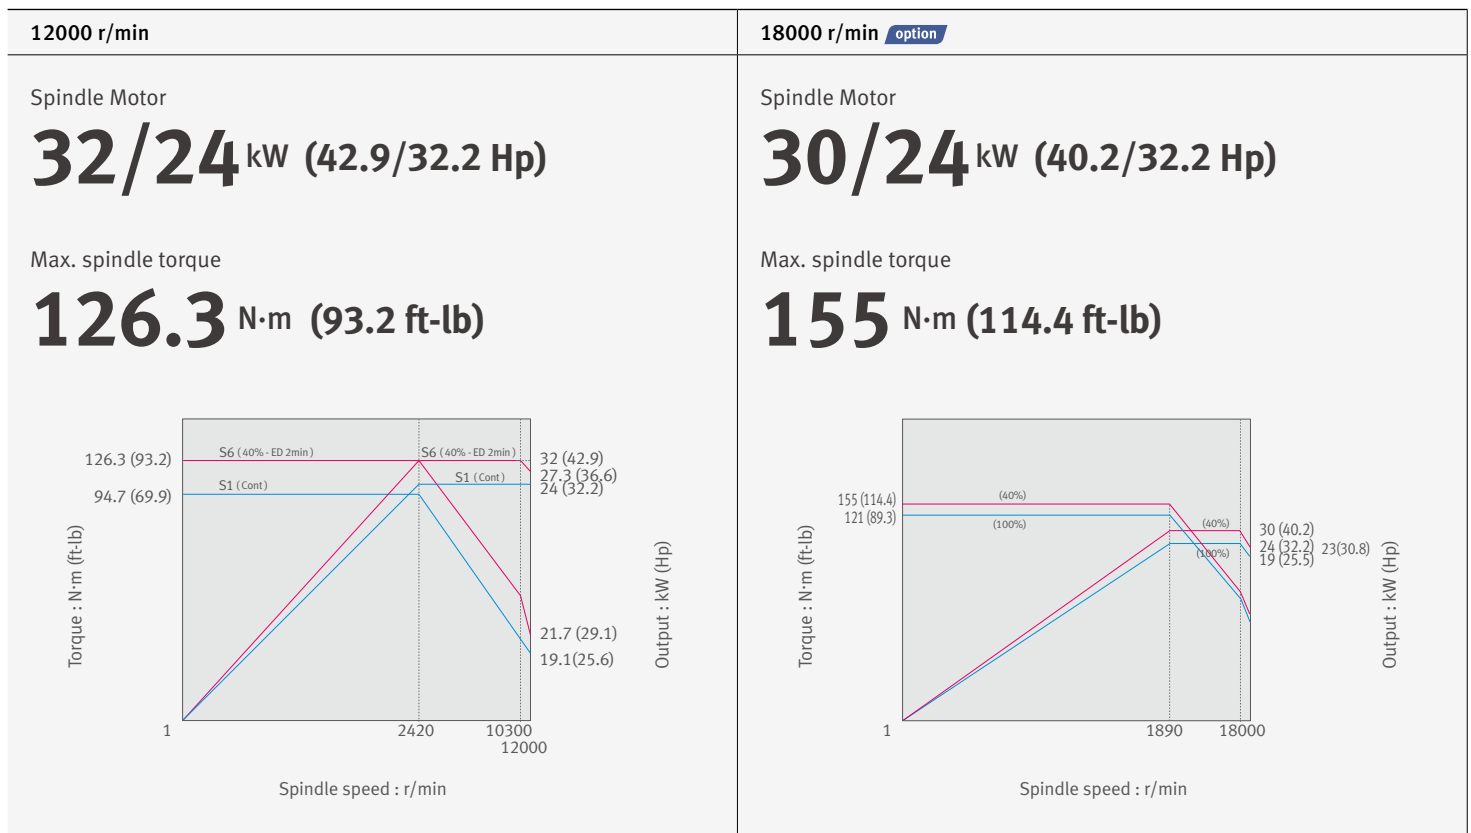 12000 r/min
Spindle Motor
32/24 kW (42.9/32.2 Hp)
Max. spindle torque
126.3 N·m (93.2 ft-lb)
S6 (40% - ED 2min)
S6 (40% - ED 2min)
S1 (Cont)
S1 (Cont)
126.3 (93.2)
94.7 (69.9)
32 (42.9)
27.3 (36.6)
24 (32.2)
21.7 (29.1)
19.1(25.6)
Torque : N·m (ft-lb)
Output : kW (Hp)
1
2420
10300
12000
Spindle speed : r/min
18000 r/min option
Spindle Motor
30/24 kW (40.2/32.2 Hp)
Max. spindle torque
155 N·m (114.4 ft-lb)
155 (114.4)
121 (89.3)
(40%)
(100%)
(40%)
(100%)
30 (40.2)
24 (32.2) 23(30.8)
19 (25.5)
Torque : N·m (ft-lb)
Output : kW (Hp)
1
1890
18000
Spindle speed : r/min